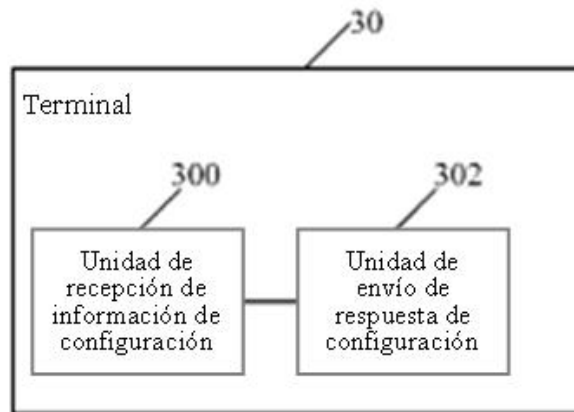 30
Terminal
300
302
Unidad de
recepción de
información de
configuración
Unidad de
envío de
respuesta de
configuración